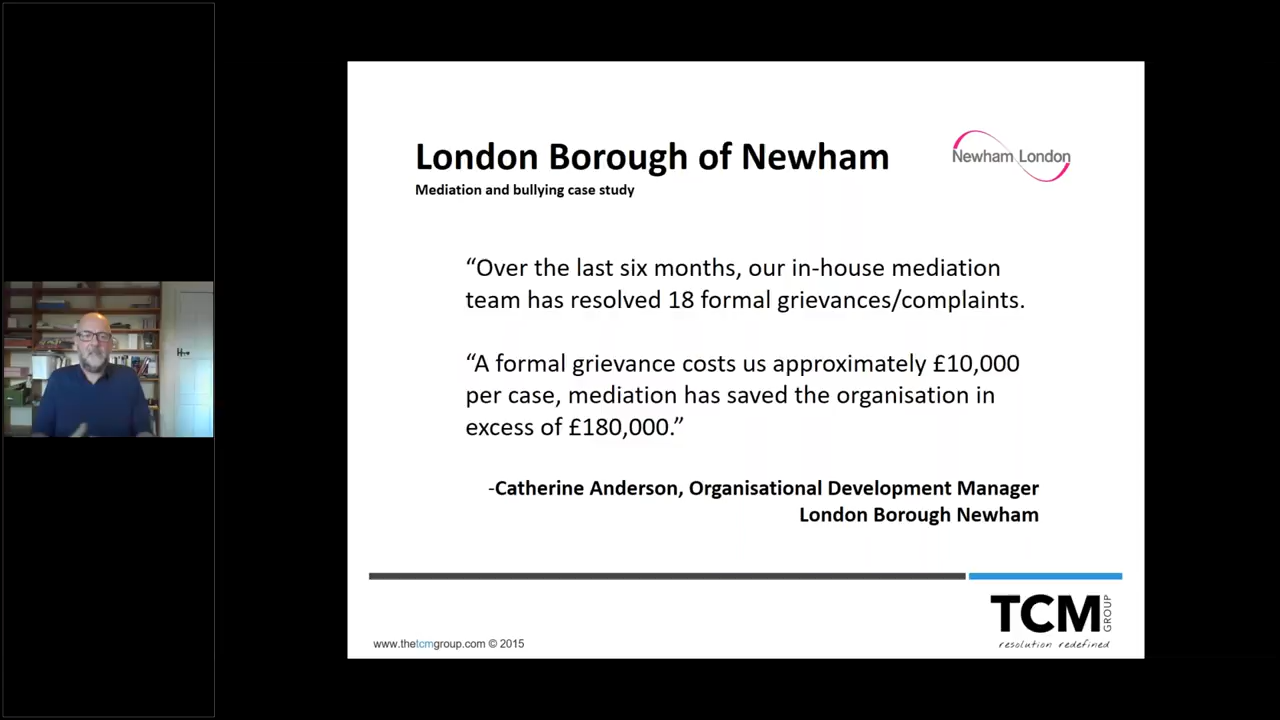 London Borough of Newham
Mediation and bullying case study
Newham London
“Over the last six months, our in-house mediation
team has resolved 18 formal grievances/complaints.
“A formal grievance costs us approximately £10,000
per case, mediation has saved the organisation in
excess of £180,000.”
-Catherine Anderson, Organisational Development Manager
London Borough Newham
TCM GROUP
resolution redefined
www.thetcmgroup.com © 2015